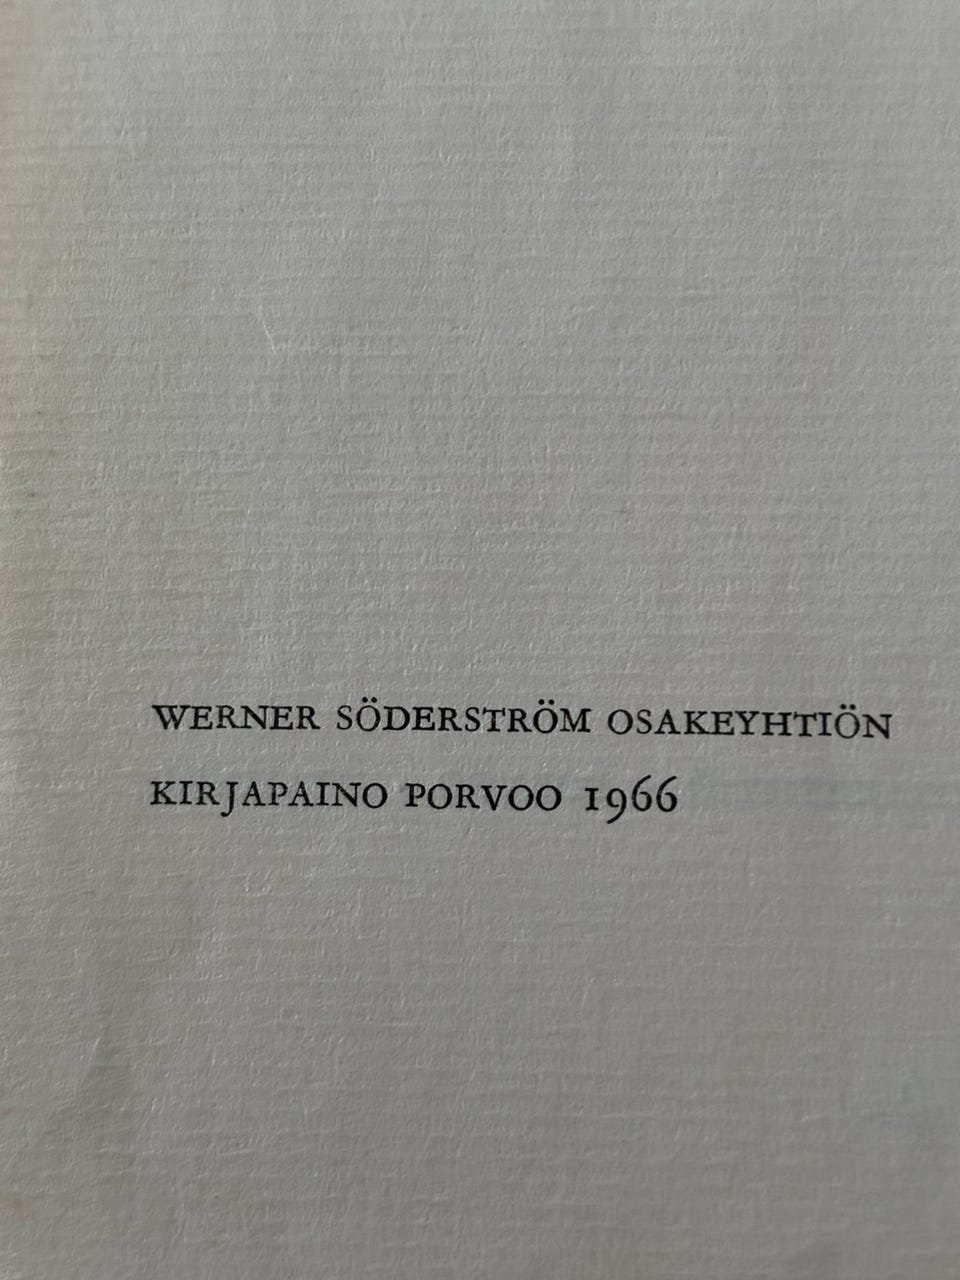 WERNER SÖDERSTRÖM OSAKEYHTIÖN
KIRJAPAINO PORVOO 1966